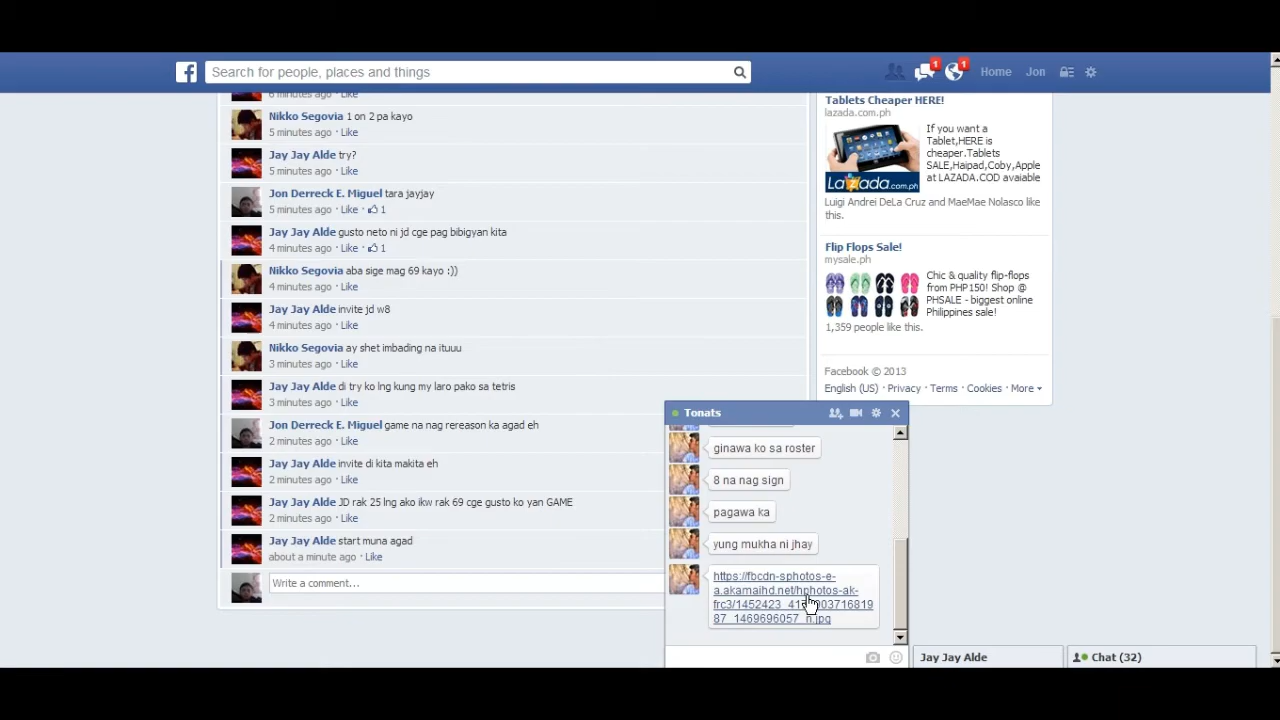 Search for people, places and things
1
1
Home
Jon
6 minutes ago · Like
Nikko Segovia 1 on 2 pa kayo
5 minutes ago · Like
Jay Jay Alde try?
5 minutes ago · Like
Jon Derreck E. Miguel tara jayjay
5 minutes ago · Like · 1
Jay Jay Alde gusto neto ni jd cge pag bibigyan kita
4 minutes ago · Like · 1
Nikko Segovia aba sige mag 69 kayo :))
4 minutes ago · Like
Jay Jay Alde invite jd w8
4 minutes ago · Like
Nikko Segovia ay shet imbading na ituuu
3 minutes ago · Like
Jay Jay Alde di try ko lng kung my laro pako sa tetris
3 minutes ago · Like
Jon Derreck E. Miguel game na nag rereason ka agad eh
2 minutes ago · Like
Jay Jay Alde invite di kita makita eh
2 minutes ago · Like
Jay Jay Alde JD rak 25 lng ako ikw rak 69 cge gusto ko yan GAME
2 minutes ago · Like
Jay Jay Alde start muna agad
about a minute ago · Like
Write a comment...
Tablets Cheaper HERE!
lazada.com.ph
If you want a
Tablet,HERE is
cheaper.Tablets
SALE,Haipad,Coby,Apple
at LAZADA.COD avaiable
LaZada.com.ph
Luigi Andrei DeLa Cruz and MaeMae Nolasco like
this.
Flip Flops Sale!
mysale.ph
Chic & quality flip-flops
from PHP150! Shop @
PHSALE - biggest online
Philippines sale!
1,359 people like this.
Facebook © 2013
English (US) · Privacy · Terms · Cookies · More
Tonats
ginawa ko sa roster
8 na nag sign
pagawa ka
yung mukha ni jhay
https://fbcdn-sphotos-e-
a.akamaihd.net/hphotos-ak-
87_1469696057_n.jpg
Jay Jay Alde
Chat (32)